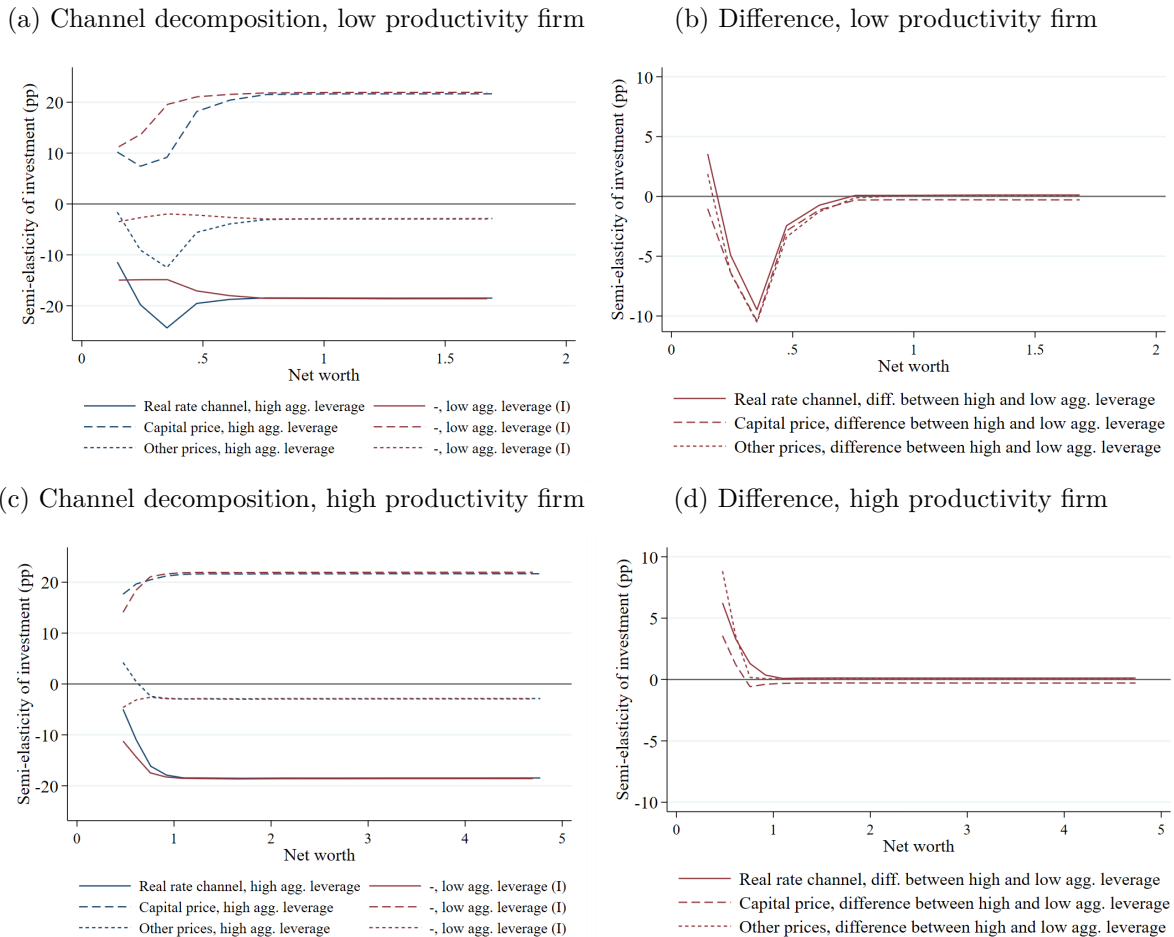 (a) Channel decomposition, low productivity firm
Semi-elasticity of investment (pp)
20
10
0
-10
-20
0
.5
1
1.5
2
Net worth
Real rate channel, high agg. leverage
-, low agg. leverage (I)
Capital price, high agg. leverage
-, low agg. leverage (I)
Other prices, high agg. leverage
-, low agg. leverage (I)
(b) Difference, low productivity firm
Semi-elasticity of investment (pp)
10
5
0
-5
-10
0
.5
1
1.5
2
Net worth
Real rate channel, diff. between high and low agg. leverage
Capital price, difference between high and low agg. leverage
Other prices, difference between high and low agg. leverage
(c) Channel decomposition, high productivity firm
Semi-elasticity of investment (pp)
20
10
0
-10
-20
0
1
2
3
4
5
Net worth
Real rate channel, high agg. leverage
-, low agg. leverage (I)
Capital price, high agg. leverage
-, low agg. leverage (I)
Other prices, high agg. leverage
-, low agg. leverage (I)
(d) Difference, high productivity firm
Semi-elasticity of investment (pp)
10
5
0
-5
-10
0
1
2
3
4
5
Net worth
Real rate channel, diff. between high and low agg. leverage
Capital price, difference between high and low agg. leverage
Other prices, difference between high and low agg. leverage